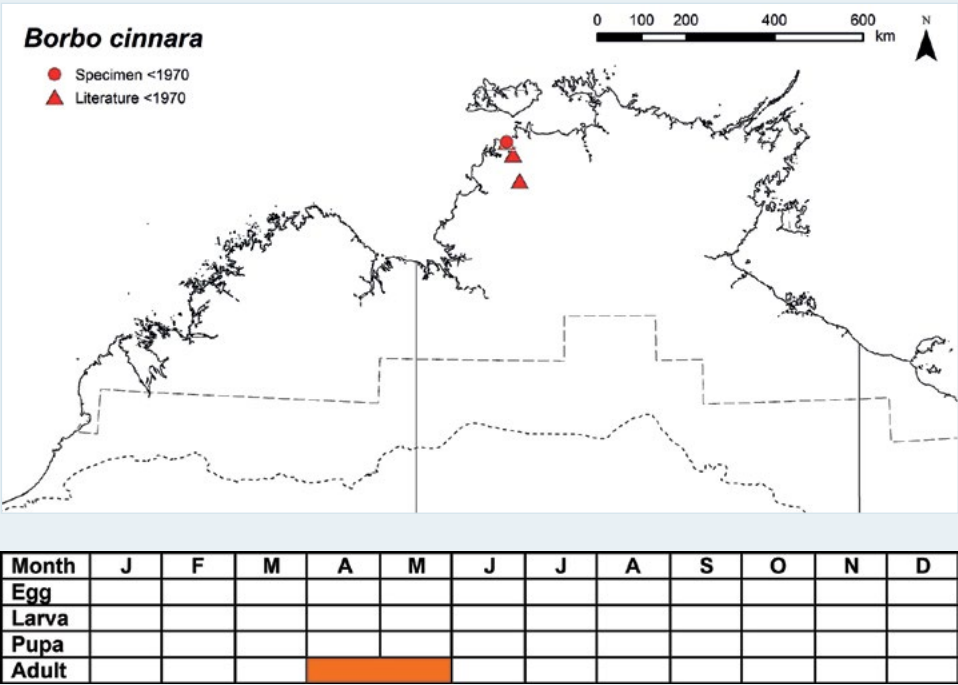 Borbo cinnara
Specimen <1970
Literature <1970
0 100 200 400 600
km
N
Month J F M A M J J A S O N D
Egg
Larva
Pupa
Adult